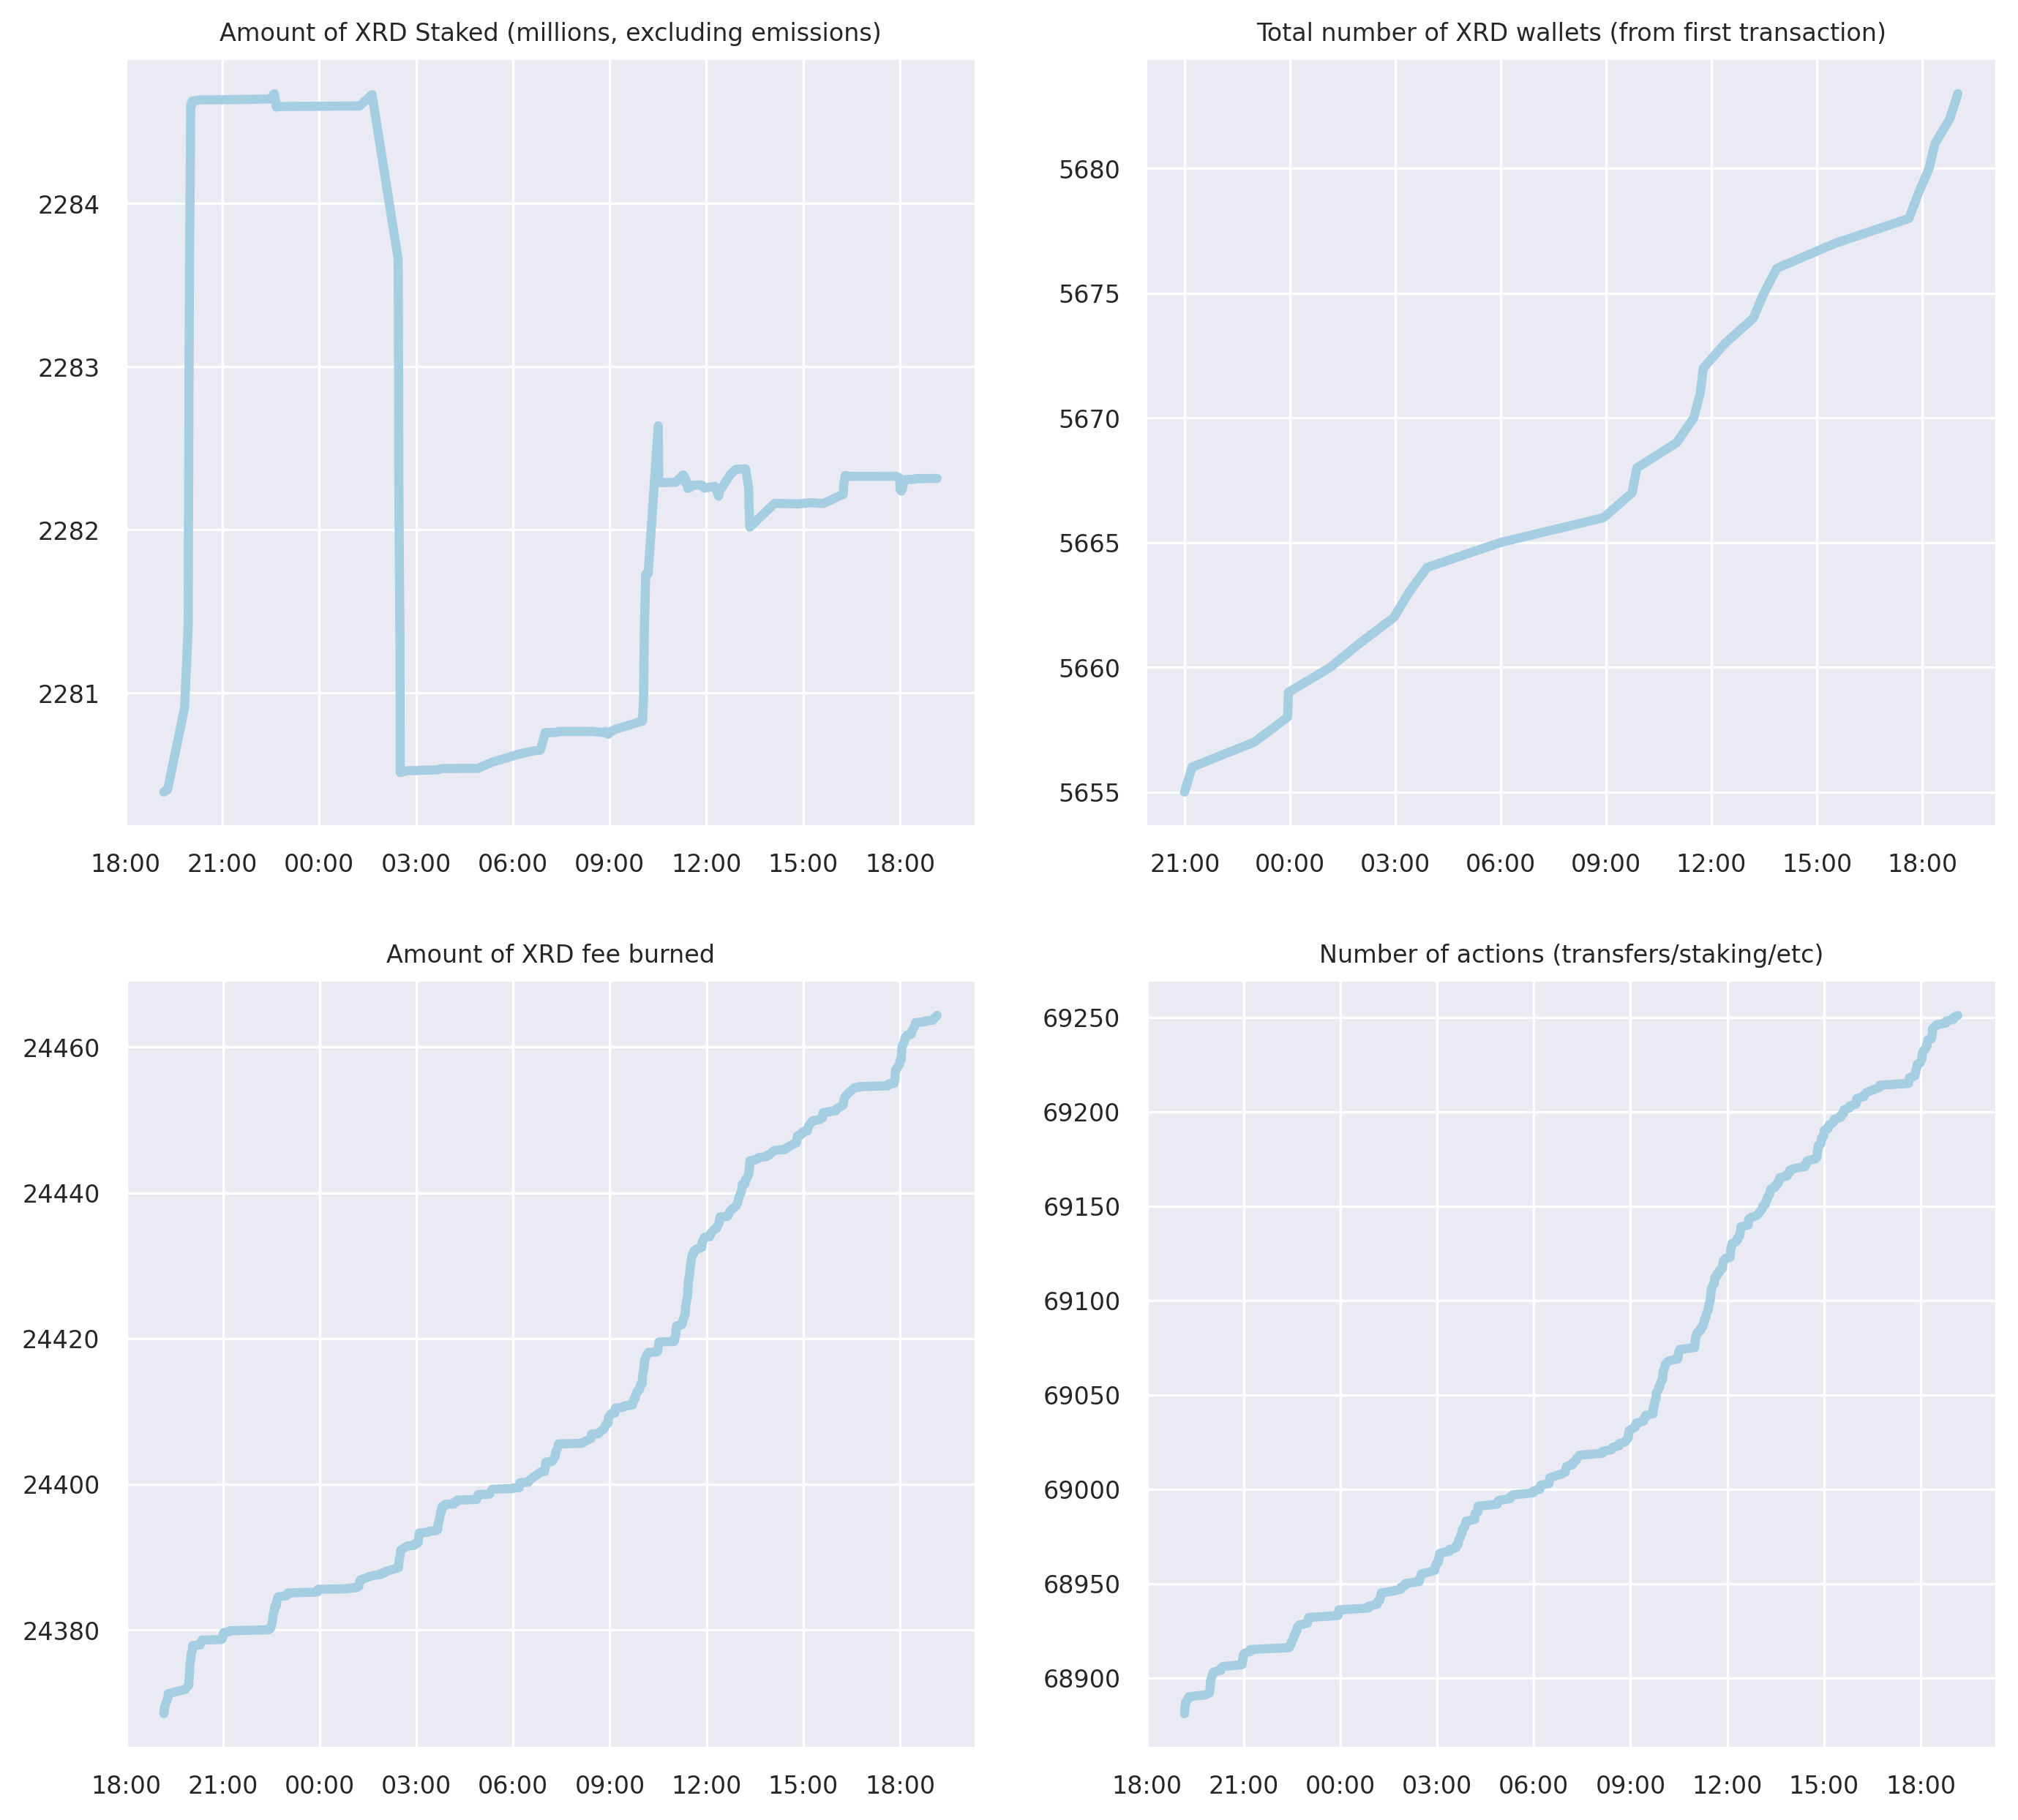 Amount of XRD Staked (millions, excluding emissions)
2284
2283
2282
2281
18:00 21:00 00:00 03:00 06:00 09:00 12:00 15:00 18:00
Total number of XRD wallets (from first transaction)
5680
5675
5670
5665
5660
5655
21:00 00:00 03:00 06:00 09:00 12:00 15:00 18:00
Amount of XRD fee burned
24460
24440
24420
24400
24380
18:00 21:00 00:00 03:00 06:00 09:00 12:00 15:00 18:00
Number of actions (transfers/staking/etc)
69250
69200
69150
69100
69050
69000
68950
68900
18:00 21:00 00:00 03:00 06:00 09:00 12:00 15:00 18:00